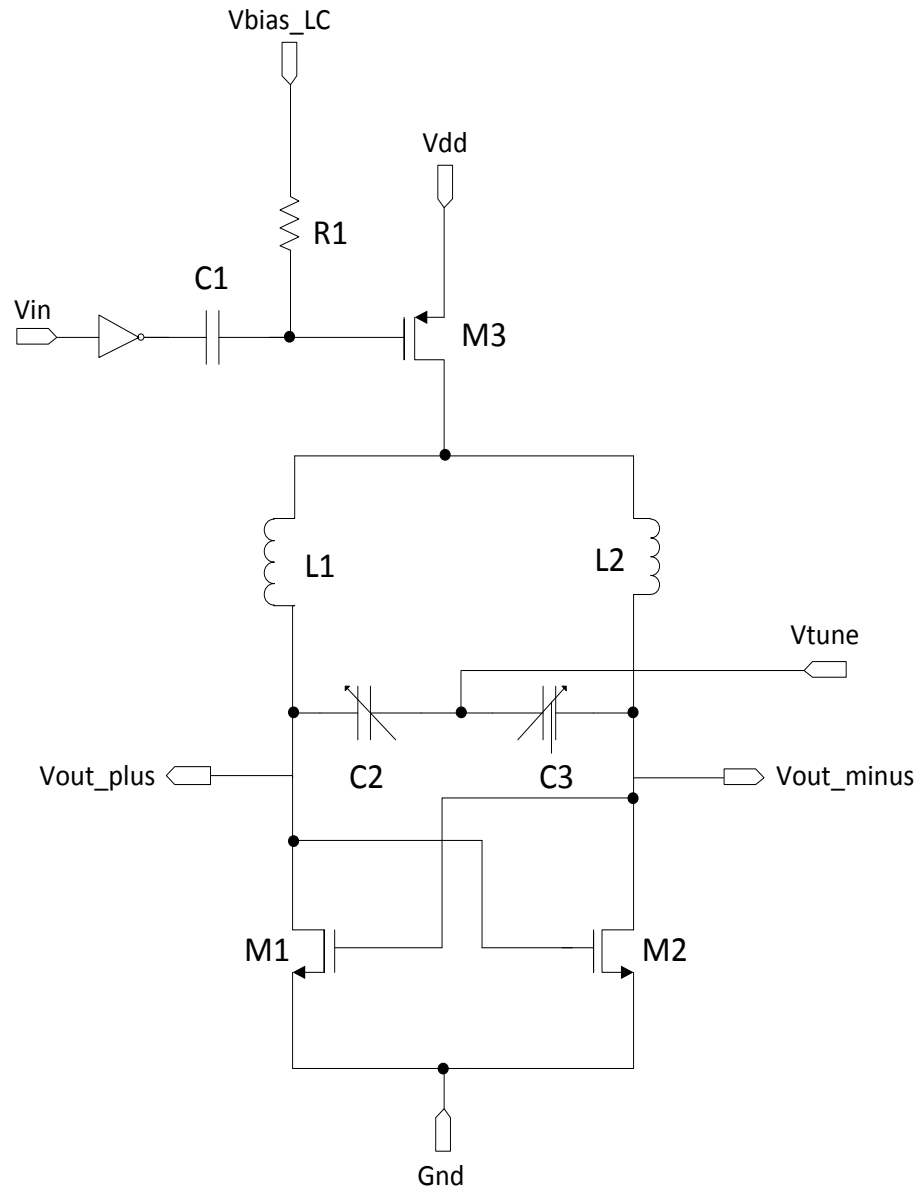 Vbias_LC
Vdd
R1
C1
Vin
M3
L1
L2
Vtune
Vout_plus
C2
C3
Vout_minus
M1
M2
Gnd